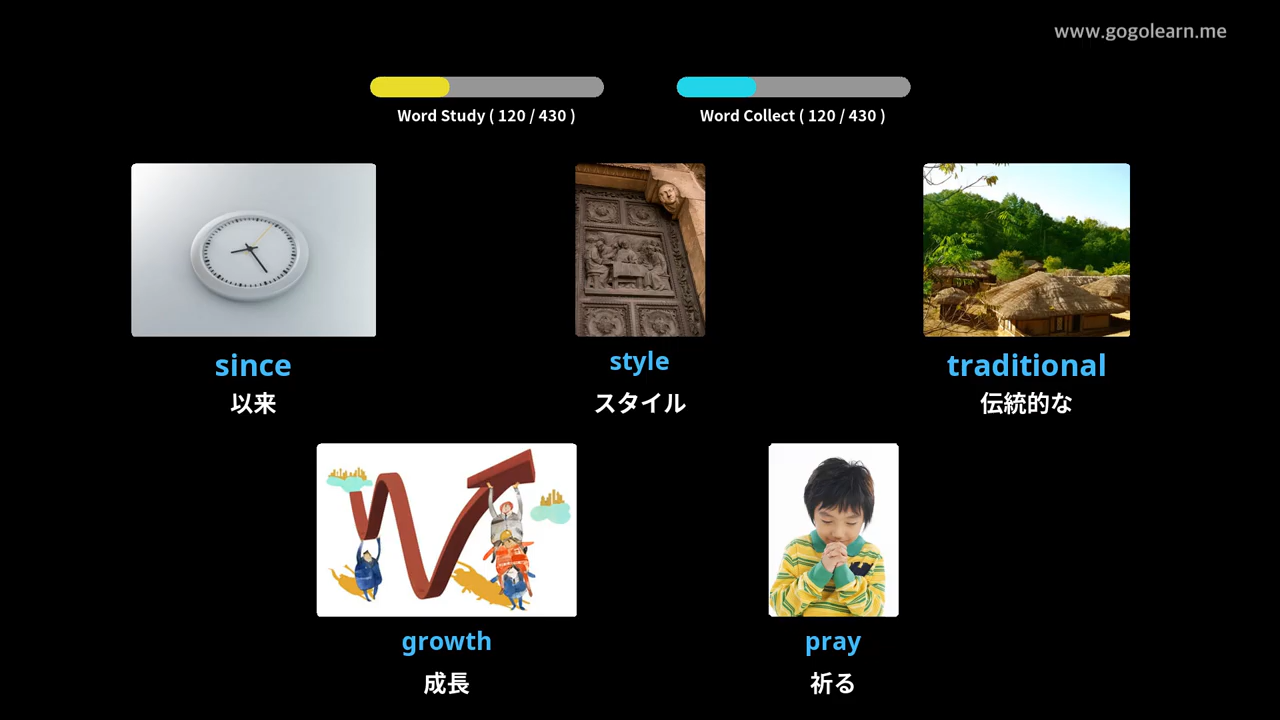 www.gogolearn.me
Word Study ( 120 / 430 )
Word Collect ( 120 / 430 )
since
以来
style
スタイル
traditional
伝統的な
growth
成長
pray
祈る